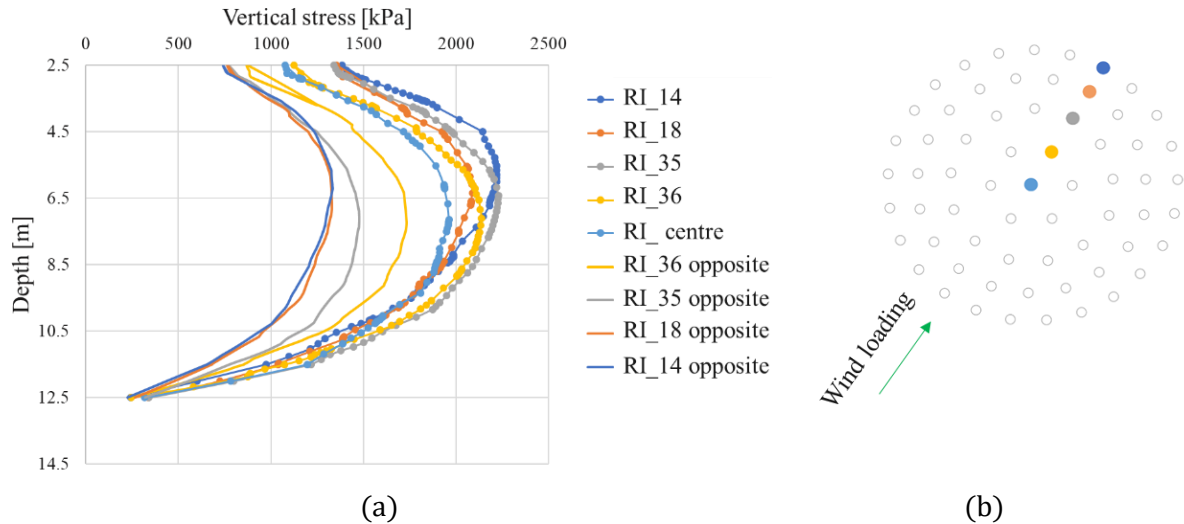 Vertical stress [kPa]
0 500 1000 1500 2000 2500
Depth [m]
2.5
4.5
6.5
8.5
10.5
12.5
14.5
RI_14
RI_18
RI_35
RI_36
RI_ centre
RI_36 opposite
RI_35 opposite
RI_18 opposite
RI_14 opposite
Wind loading
(a)
(b)